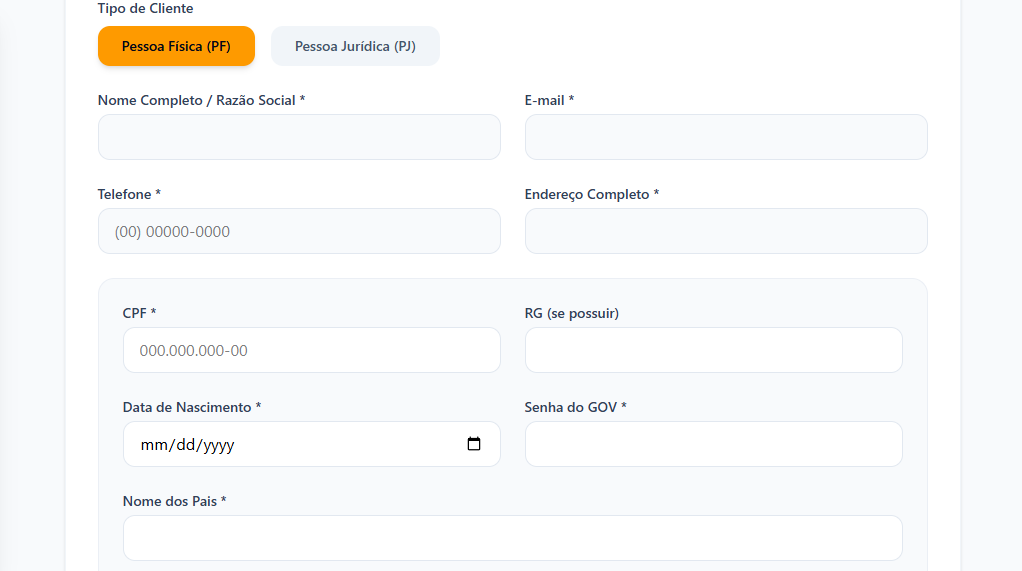 Tipo de Cliente
Pessoa Física (PF) Pessoa Jurídica (PJ)
Nome Completo / Razão Social * E-mail *
Telefone * Endereço Completo *
(00) 00000-0000
CPF * RG (se possuir)
000.000.000-00
Data de Nascimento * Senha do GOV *
mm/dd/yyyy
Nome dos Pais *